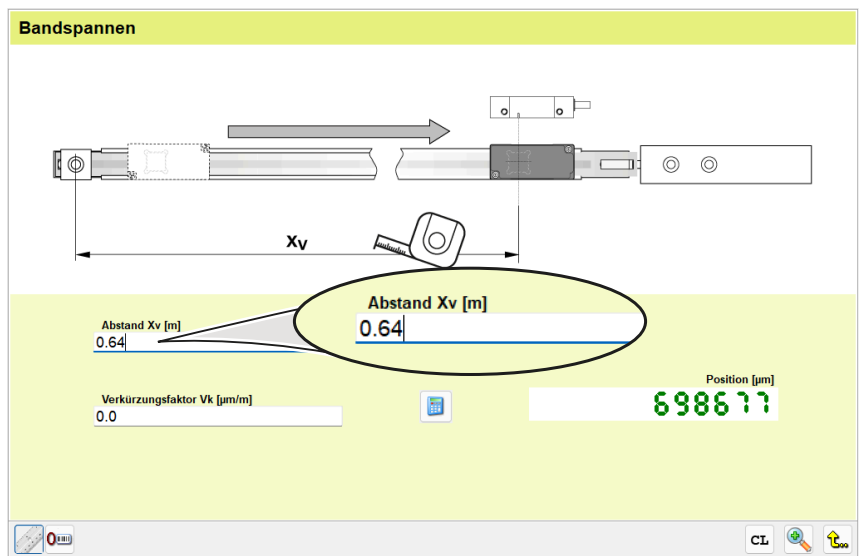 Bandspannen
xV
Abstand Xv [m]
0.64
Abstand Xv [m]
0.64
Verkürzungsfaktor Vk [µm/m]
0.0
Position [µm]
698677
CL